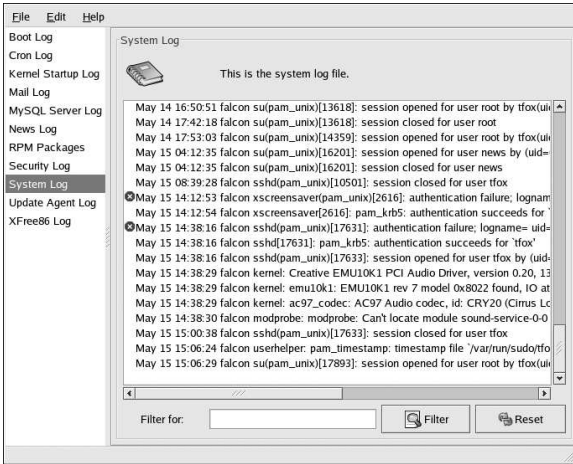 File Edit Help
Boot Log
Cron Log
Kernel Startup Log
Mail Log
MySQL Server Log
News Log
RPM Packages
Security Log
System Log
Update Agent Log
XFree86 Log
System Log
This is the system log file.
May 14 16:50:51 falcon su(pam_unix)[13618]: session opened for user root by tfox(ui
May 14 17:42:18 falcon su(pam_unix)[13618]: session closed for user root
May 14 17:53:03 falcon su(pam_unix)[14359]: session opened for user root by tfox(ui
May 15 04:12:35 falcon su(pam_unix)[16201]: session opened for user news by (uid=
May 15 04:12:35 falcon su(pam_unix)[16201]: session closed for user news
May 15 08:39:28 falcon sshd(pam_unix)[10501]: session closed for user tfox
May 15 14:12:53 falcon xscreensaver(pam_unix)[2616]: authentication failure; lognam
May 15 14:12:54 falcon xscreensaver[2616]: pam_krb5: authentication succeeds for `
May 15 14:38:16 falcon sshd(pam_unix)[17631]: authentication failure; logname= uid=
May 15 14:38:16 falcon sshd[17631]: pam_krb5: authentication succeeds for `tfox'
May 15 14:38:16 falcon sshd(pam_unix)[17633]: session opened for user tfox by (uid=
May 15 14:38:29 falcon kernel: Creative EMU10K1 PCI Audio Driver, version 0.20, 13
May 15 14:38:29 falcon kernel: emu10k1: EMU10K1 rev 7 model 0x8022 found, IO at
May 15 14:38:29 falcon kernel: ac97_codec: AC97 Audio codec, id: CRY20 (Cirrus Lo
May 15 14:38:30 falcon modprobe: modprobe: Can't locate module sound-service-0-0
May 15 15:00:38 falcon sshd(pam_unix)[17633]: session closed for user tfox
May 15 15:06:24 falcon userhelper: pam_timestamp: timestamp file `/var/run/sudo/tfo
May 15 15:06:29 falcon su(pam_unix)[17893]: session opened for user root by tfox(ui
Filter for:
Filter
Reset